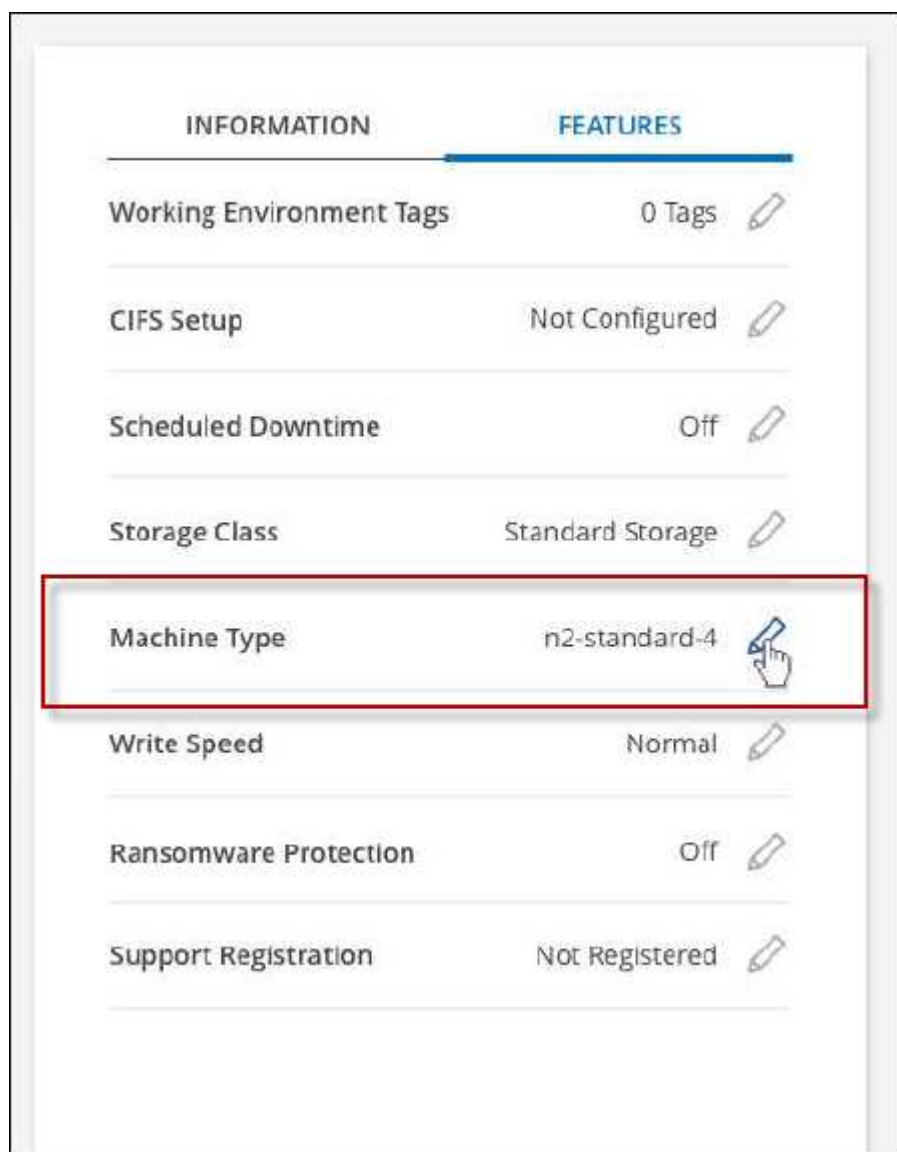 INFORMATION FEATURES
Working Environment Tags 0 Tags
CIFS Setup Not Configured
Scheduled Downtime Off
Storage Class Standard Storage
Machine Type n2-standard-4
Write Speed Normal
Ransomware Protection Off
Support Registration Not Registered